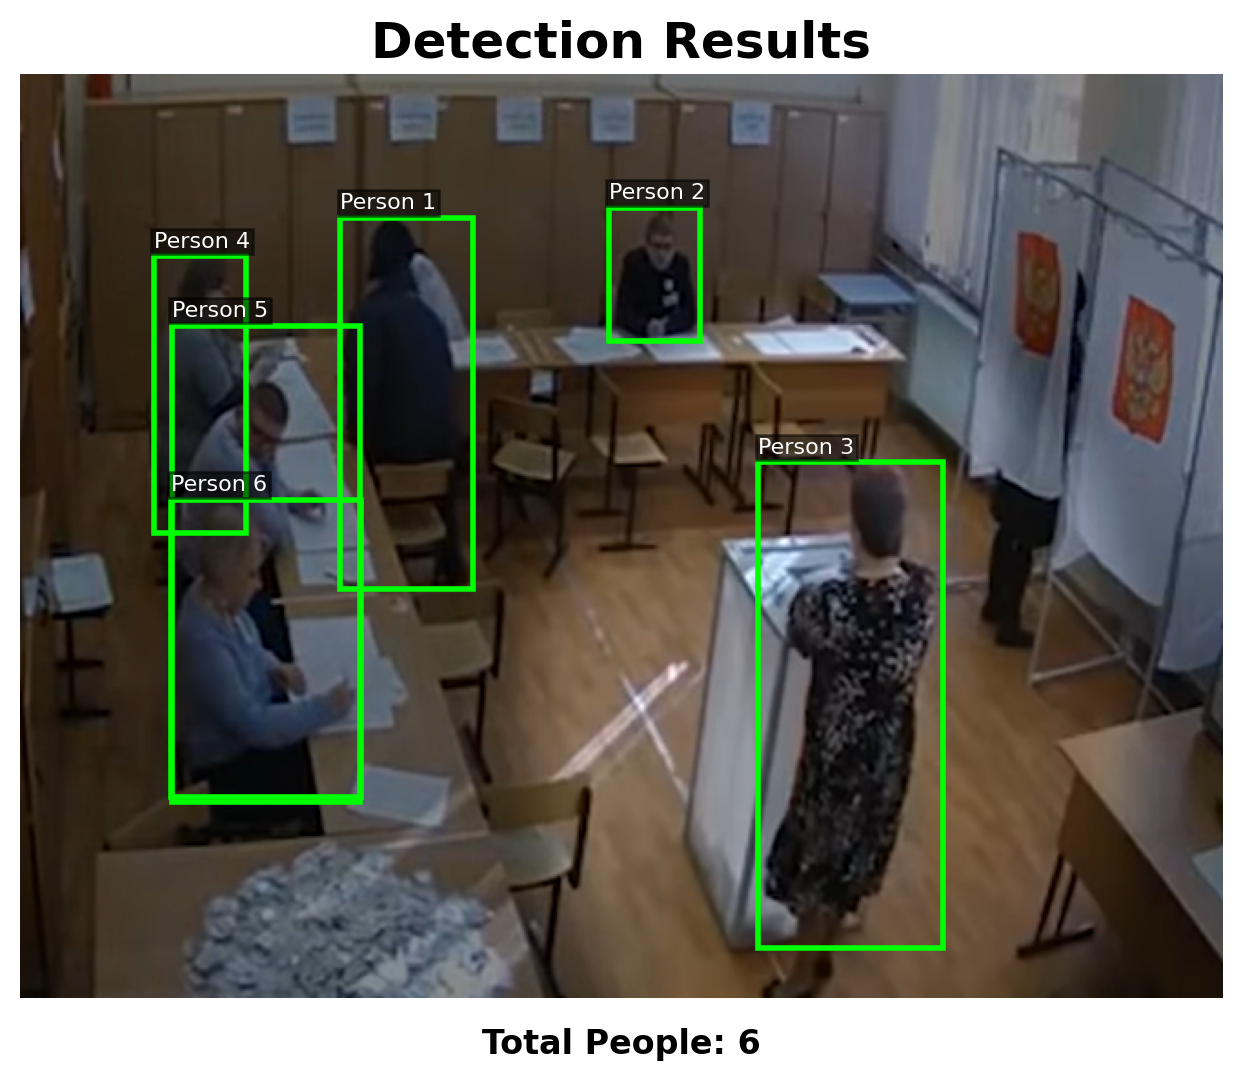 Detection Results
Person 1
Person 2
Person 4
Person 5
Person 3
Person 6
Total People: 6